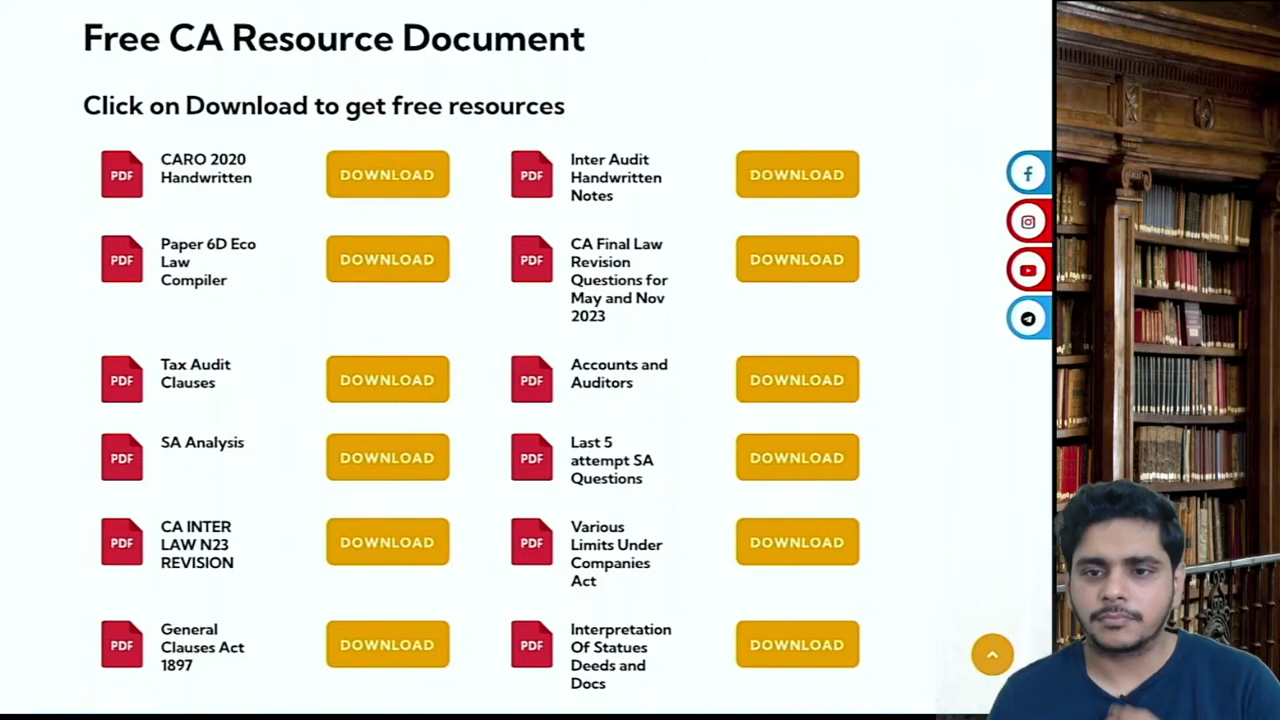 Free CA Resource Document
Click on Download to get free resources
PDF
CARO 2020
Handwritten
DOWNLOAD
PDF
Inter Audit
Handwritten
Notes
DOWNLOAD
PDF
Paper 6D Eco
Law
Compiler
DOWNLOAD
PDF
CA Final Law
Revision
Questions for
May and Nov
2023
DOWNLOAD
PDF
Tax Audit
Clauses
DOWNLOAD
PDF
Accounts and
Auditors
DOWNLOAD
PDF
SA Analysis
DOWNLOAD
PDF
Last 5
attempt SA
Questions
DOWNLOAD
PDF
CA INTER
LAW N23
REVISION
DOWNLOAD
PDF
Various
Limits Under
Companies
Act
DOWNLOAD
PDF
General
Clauses Act
1897
DOWNLOAD
PDF
Interpretation
Of Statues
Deeds and
Docs
DOWNLOAD